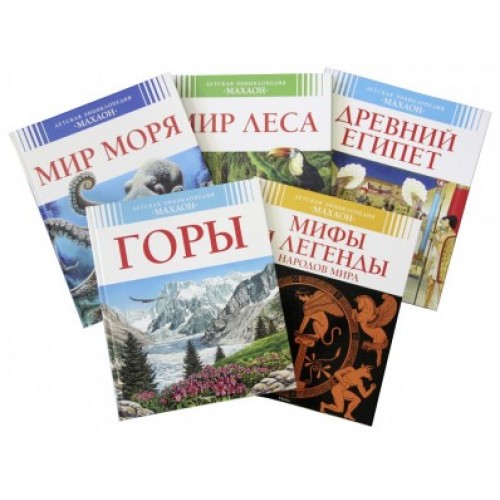 ДЕТСКАЯ ЭНЦИКЛОПЕДИЯ
«МАХАОН»
МИР МОРЯ
ДЕТСКАЯ ЭНЦИКЛОПЕДИЯ
«МАХАОН»
МИР ЛЕСА
ДЕТСКАЯ ЭНЦИКЛОПЕДИЯ
«МАХАОН»
ДРЕВНИЙ
ЕГИПЕТ
ДЕТСКАЯ ЭНЦИКЛОПЕДИЯ
«МАХАОН»
ГОРЫ
ДЕТСКАЯ ЭНЦИКЛОПЕДИЯ
«МАХАОН»
МИФЫ
И ЛЕГЕНДЫ
НАРОДОВ МИРА